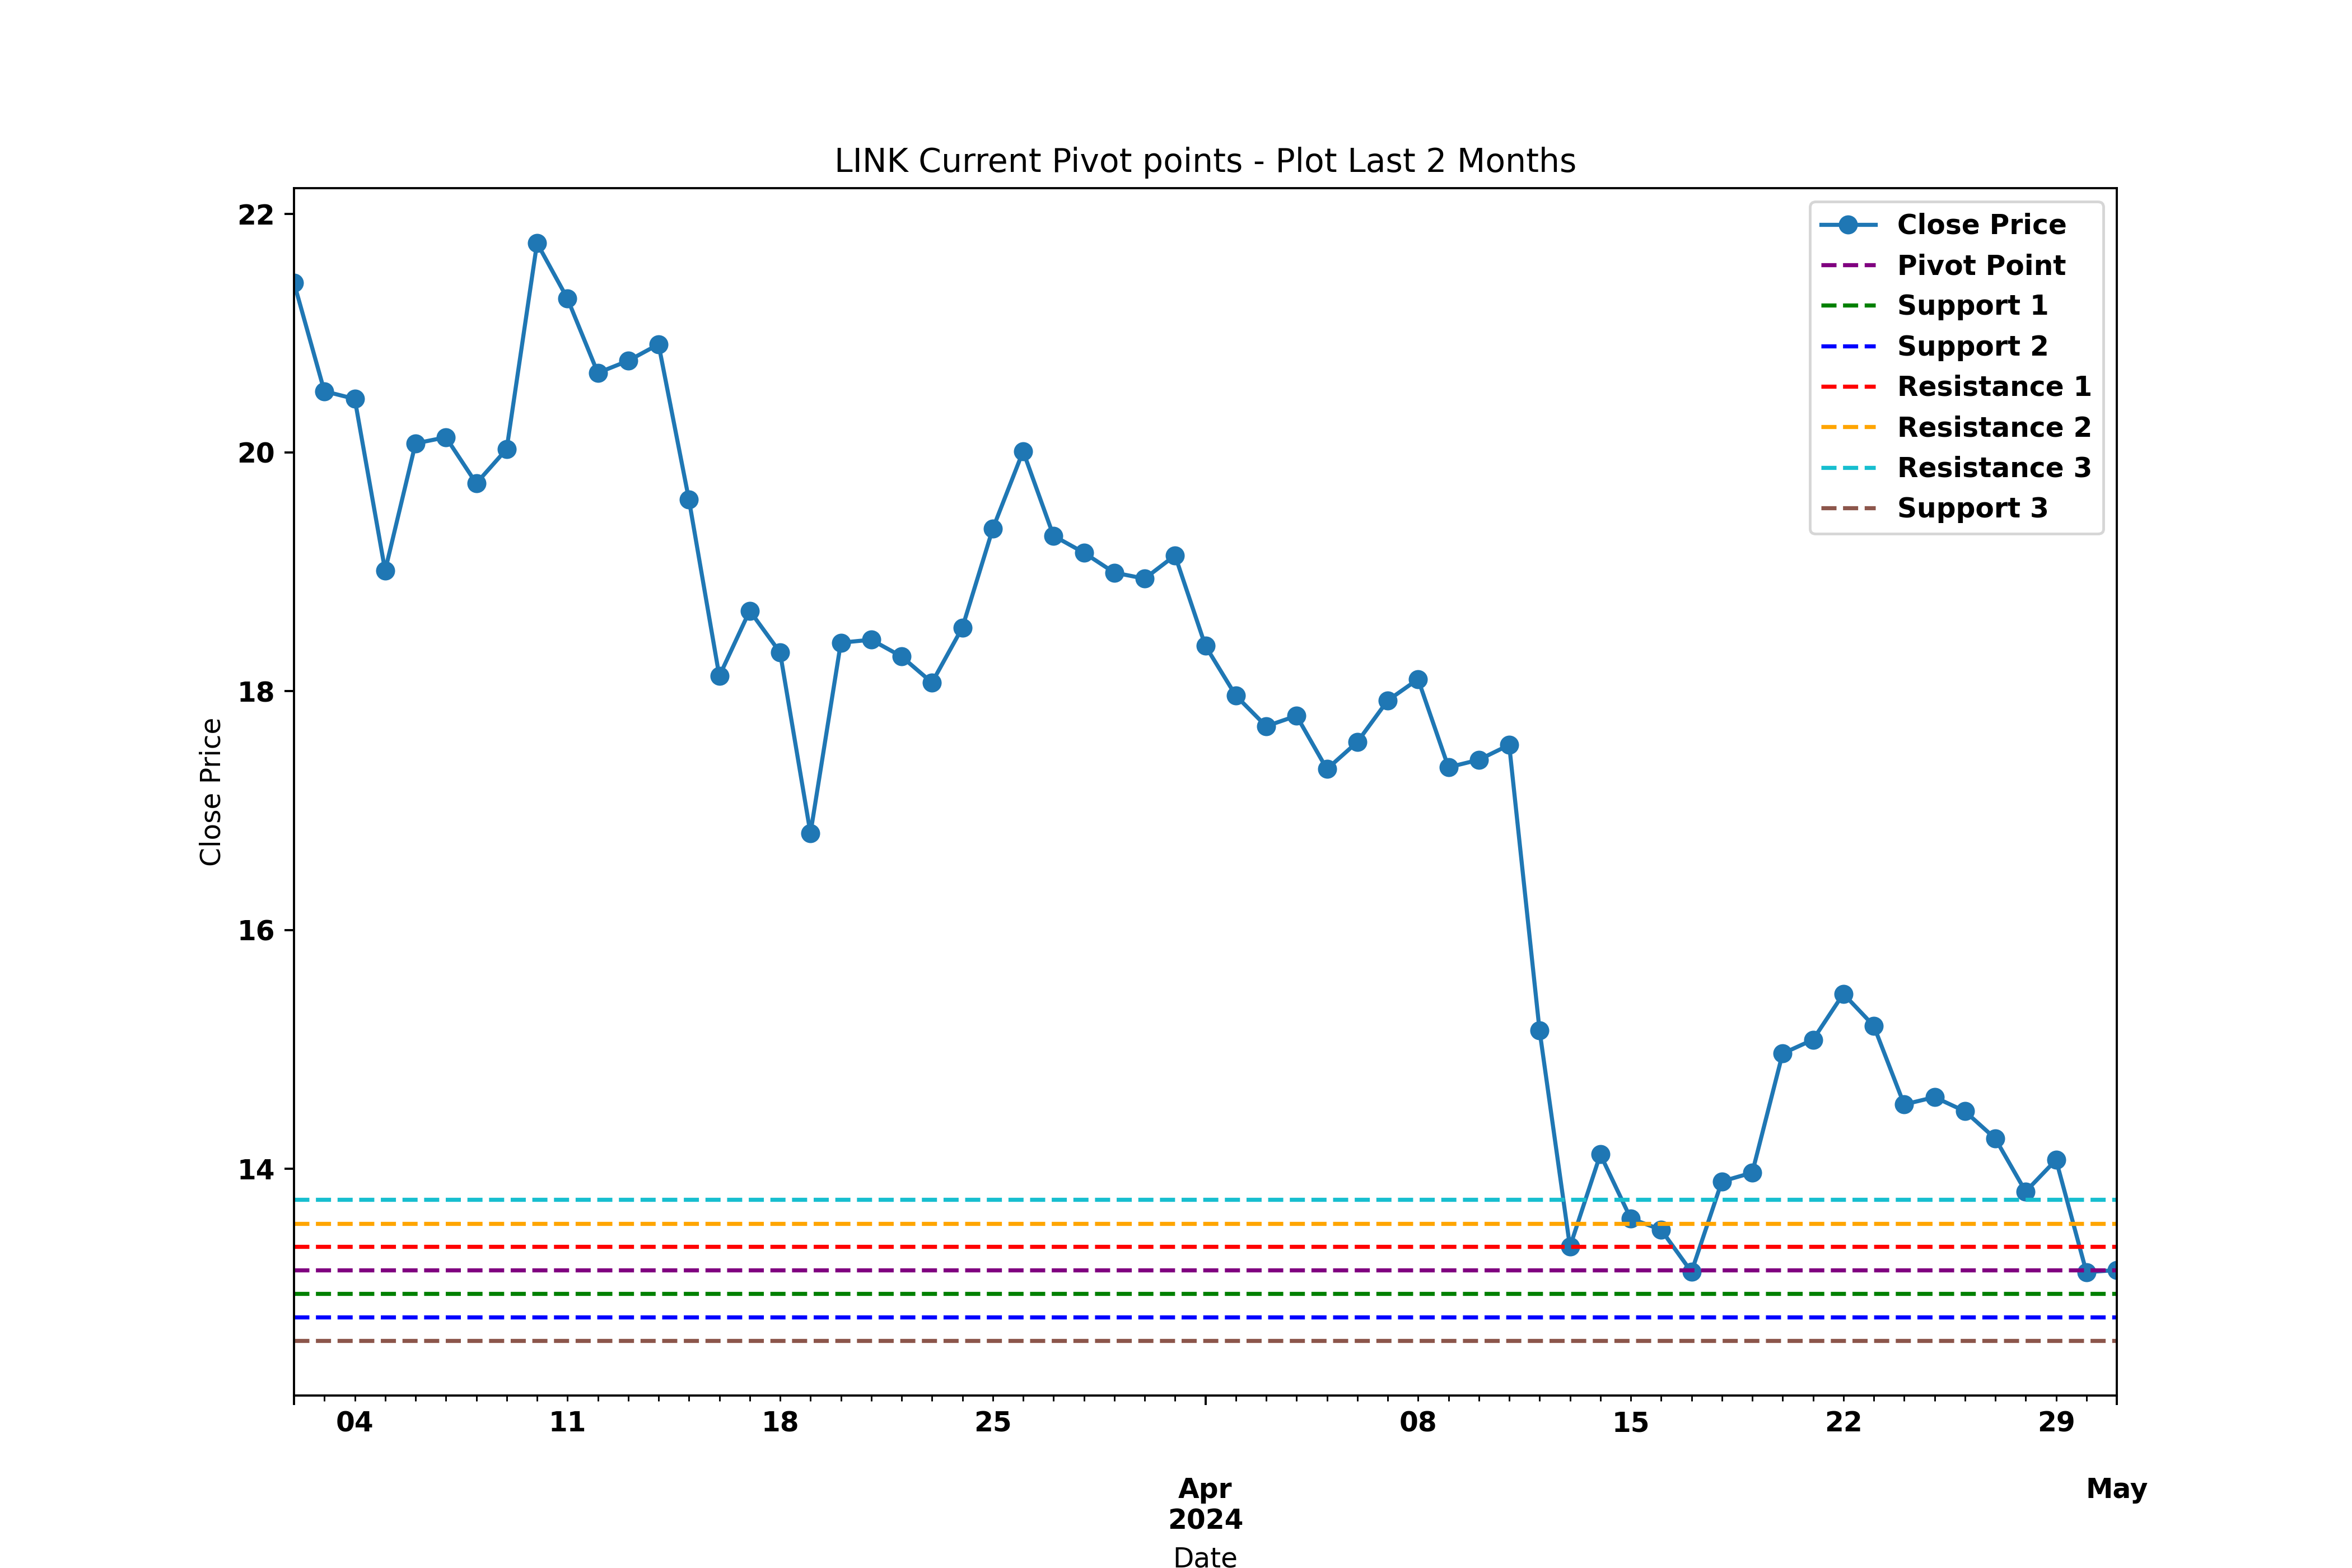 LINK Current Pivot points - Plot Last 2 Months
22
20
18
16
14
Close Price
Close Price
Pivot Point
Support 1
Support 2
Resistance 1
Resistance 2
Resistance 3
Support 3
04 11 18 25 08 15 22 29
Apr May
2024
Date